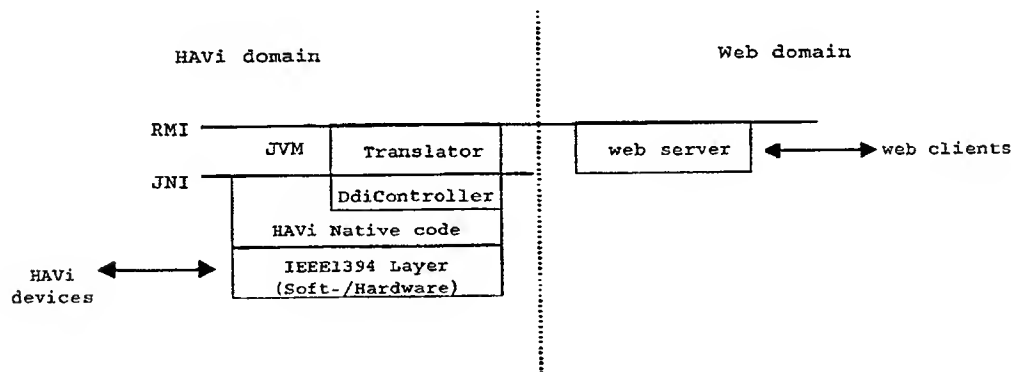 HAVi domain
Web domain
RMI
JVM
Translator
web server
web clients
JNI
DdiController
HAVi Native code
HAVi
devices
IEEE1394 Layer
(Soft-/Hardware)